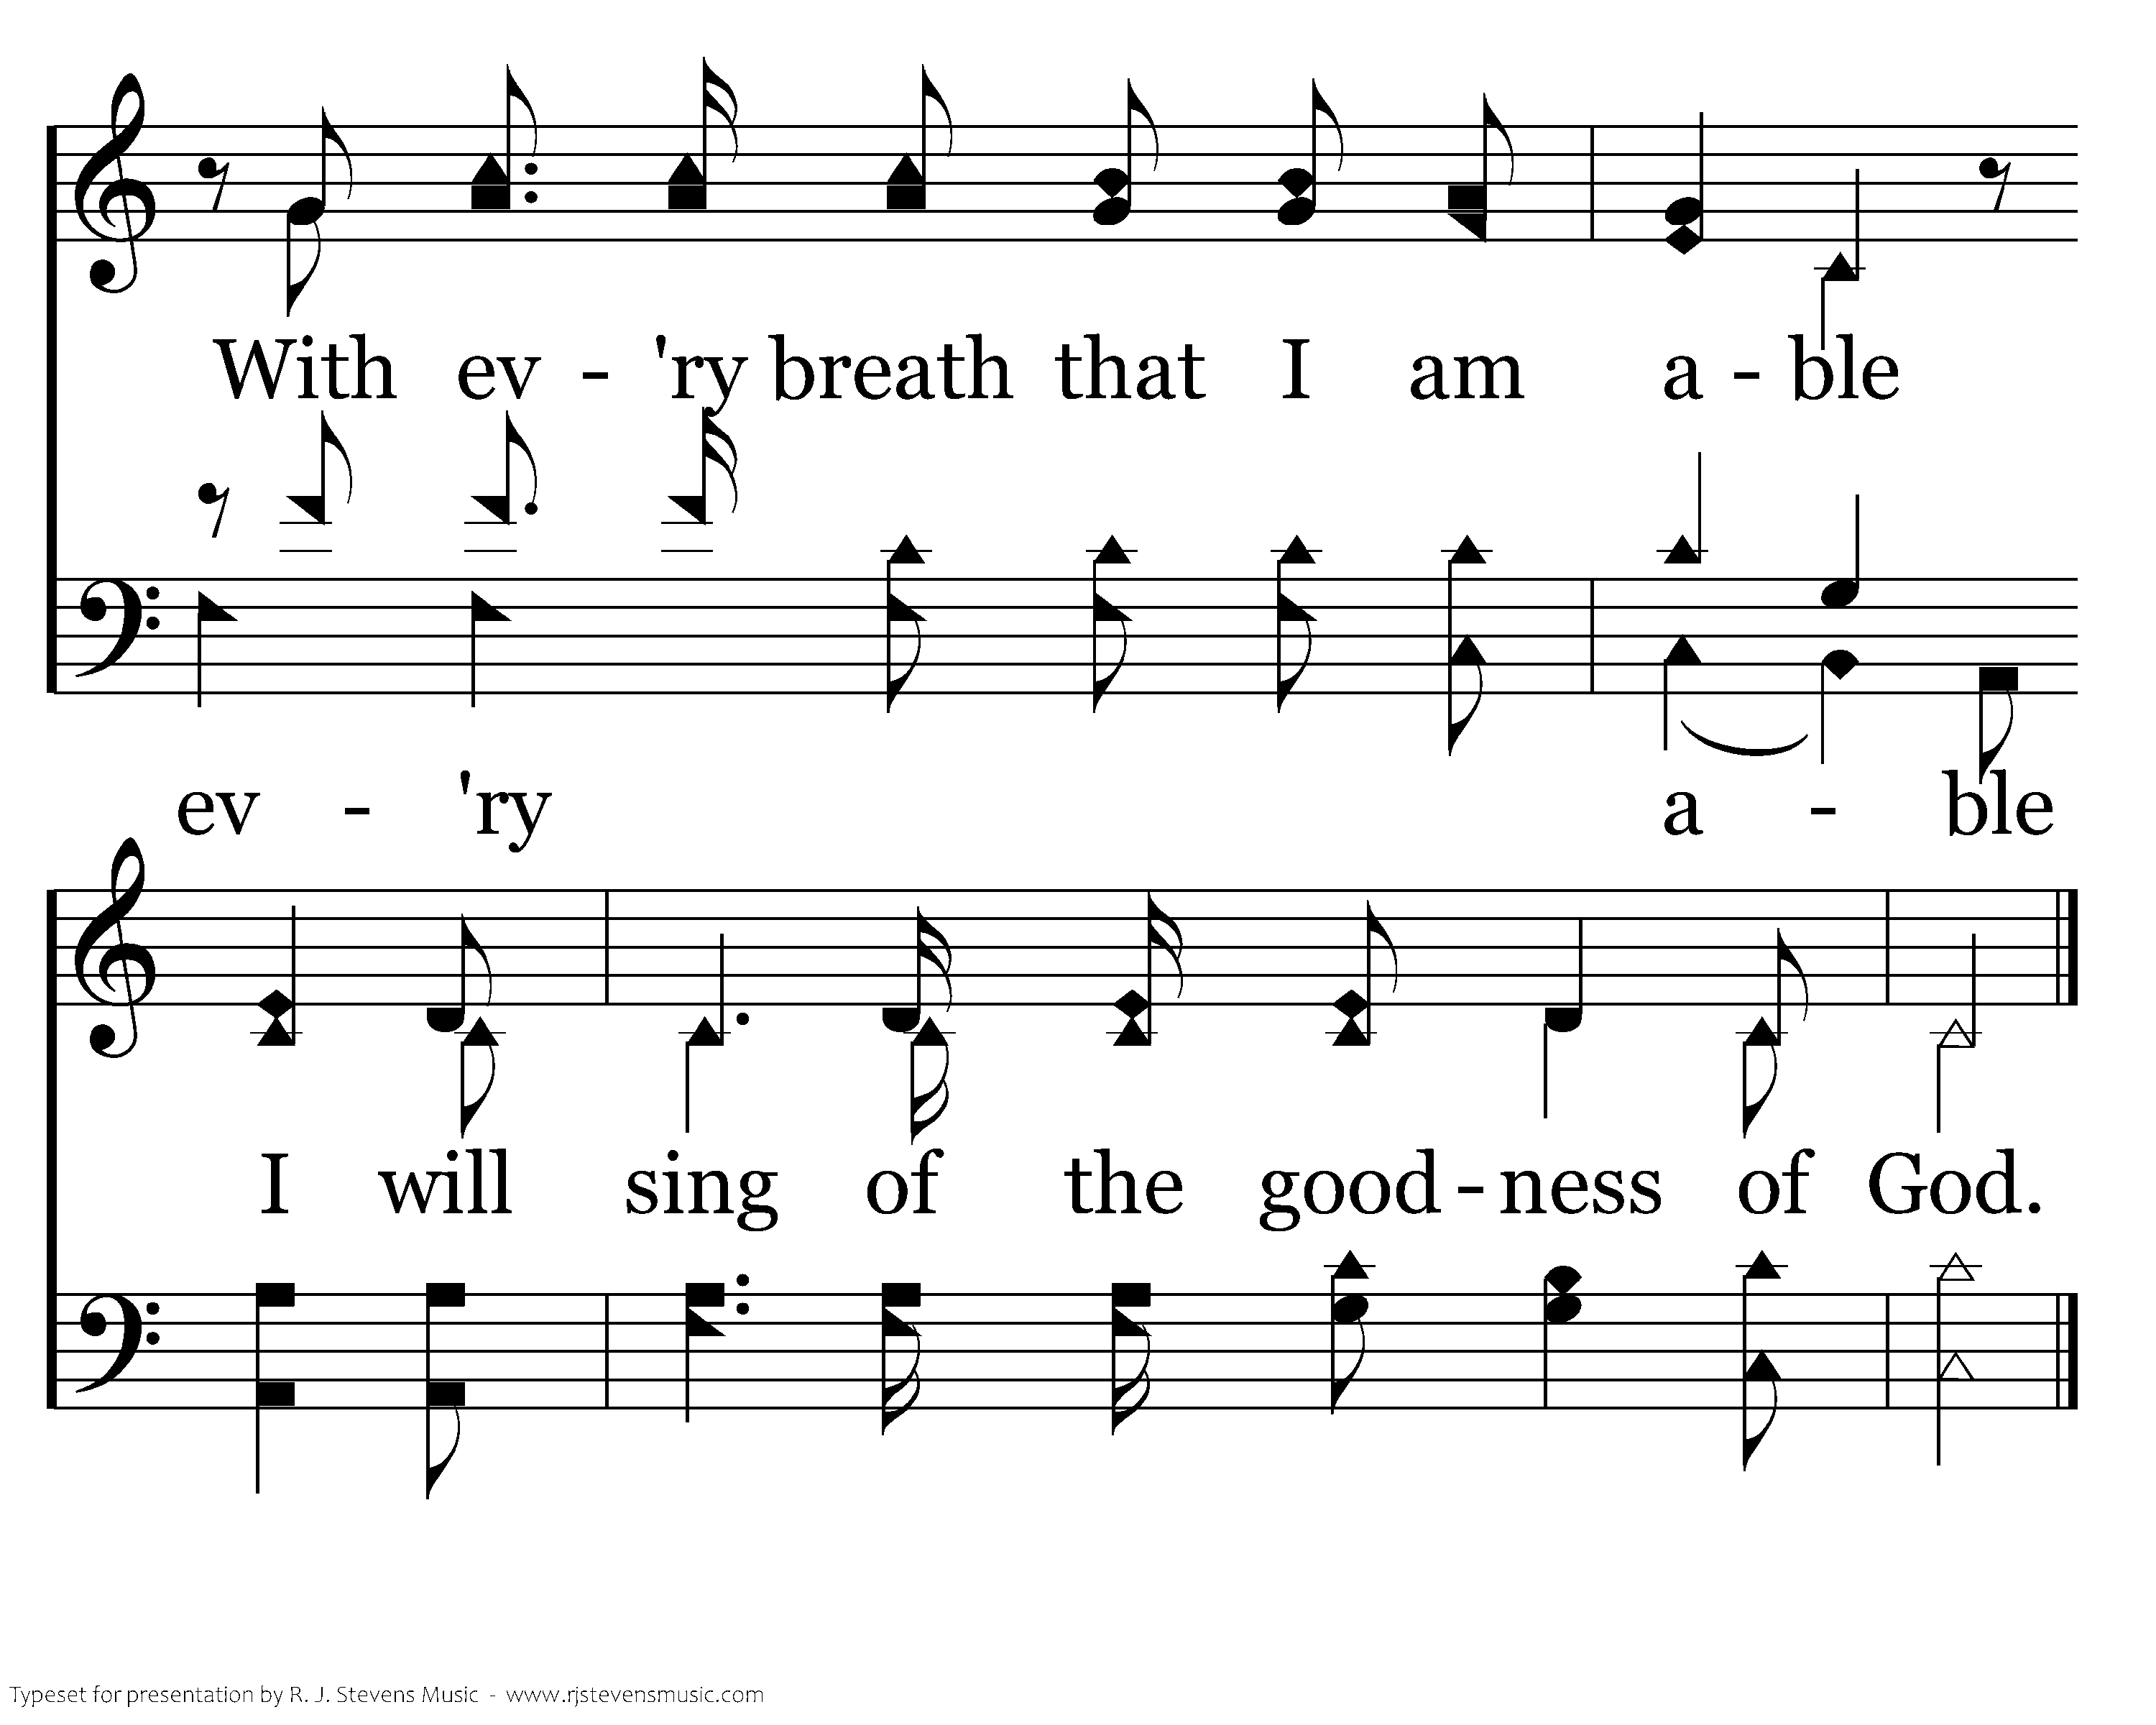 With ev - 'ry breath that I am a - ble
ev - 'ry a - ble
I will sing of the good - ness of God.
Typeset for presentation by R. J. Stevens Music - www.rjstevensmusic.com